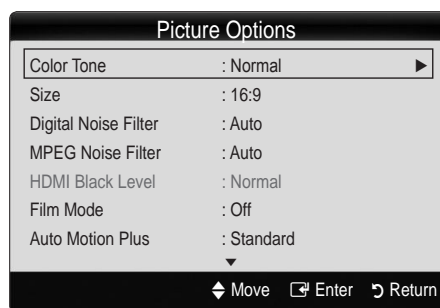 Picture Options
Color Tone : Normal ▶
Size : 16:9
Digital Noise Filter : Auto
MPEG Noise Filter : Auto
HDMI Black Level : Normal
Film Mode : Off
Auto Motion Plus : Standard
▼
Move Enter Return